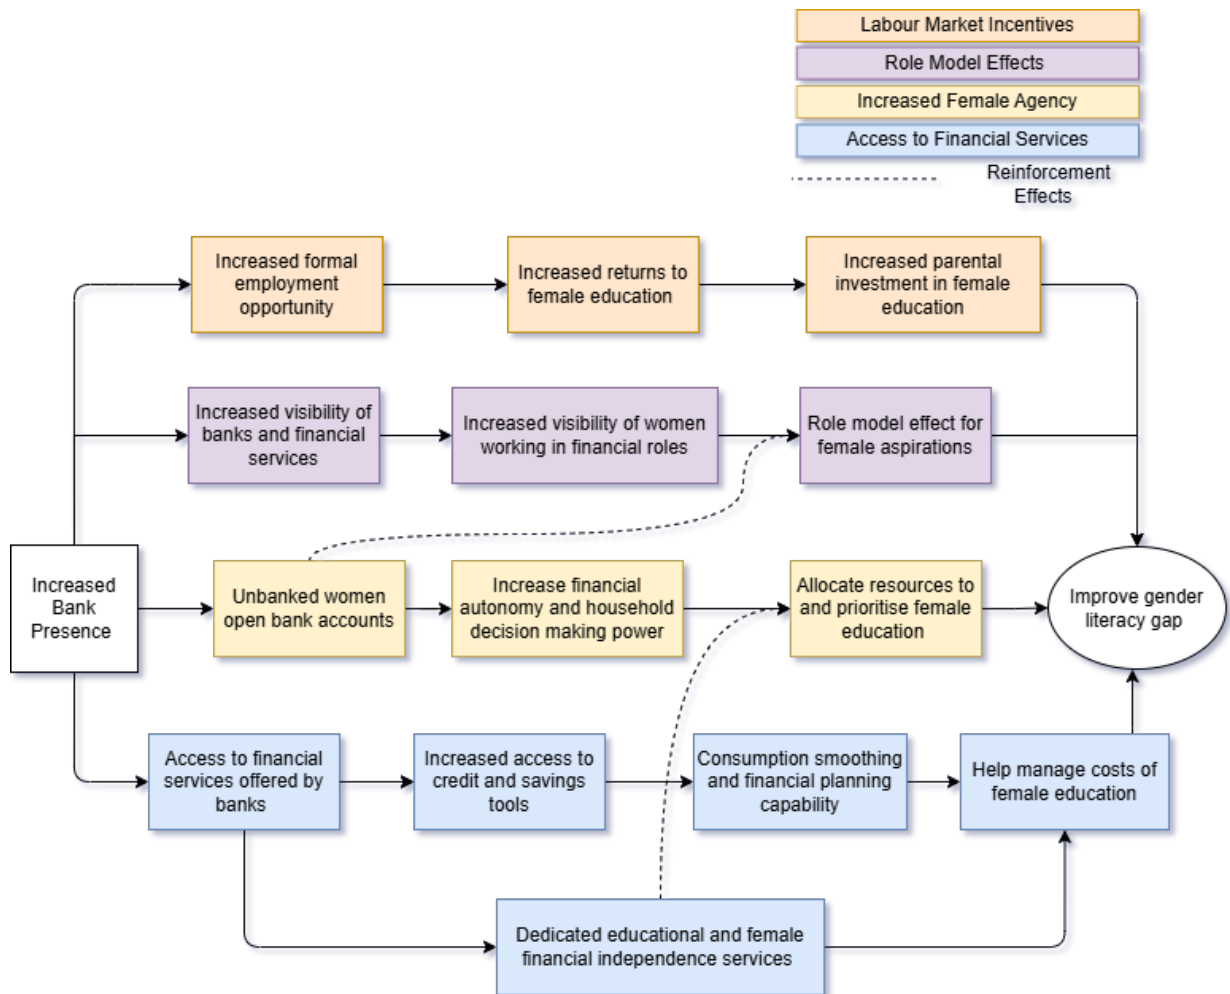 Labour Market Incentives
Role Model Effects
Increased Female Agency
Access to Financial Services
Reinforcement
Effects
Increased formal
employment
opportunity
Increased returns to
female education
Increased parental
investment in female
education
Increased visibility of
banks and financial
services
Increased visibility of women
working in financial roles
Role model effect for
female aspirations
Increased
Bank
Presence
Unbanked women
open bank accounts
Increase financial
autonomy and household
decision making power
Allocate resources to
and prioritise female
education
Improve gender
literacy gap
Access to financial
services offered by
banks
Increased access to
credit and savings
tools
Consumption smoothing
and financial planning
capability
Help manage costs of
female education
Dedicated educational and female
financial independence services